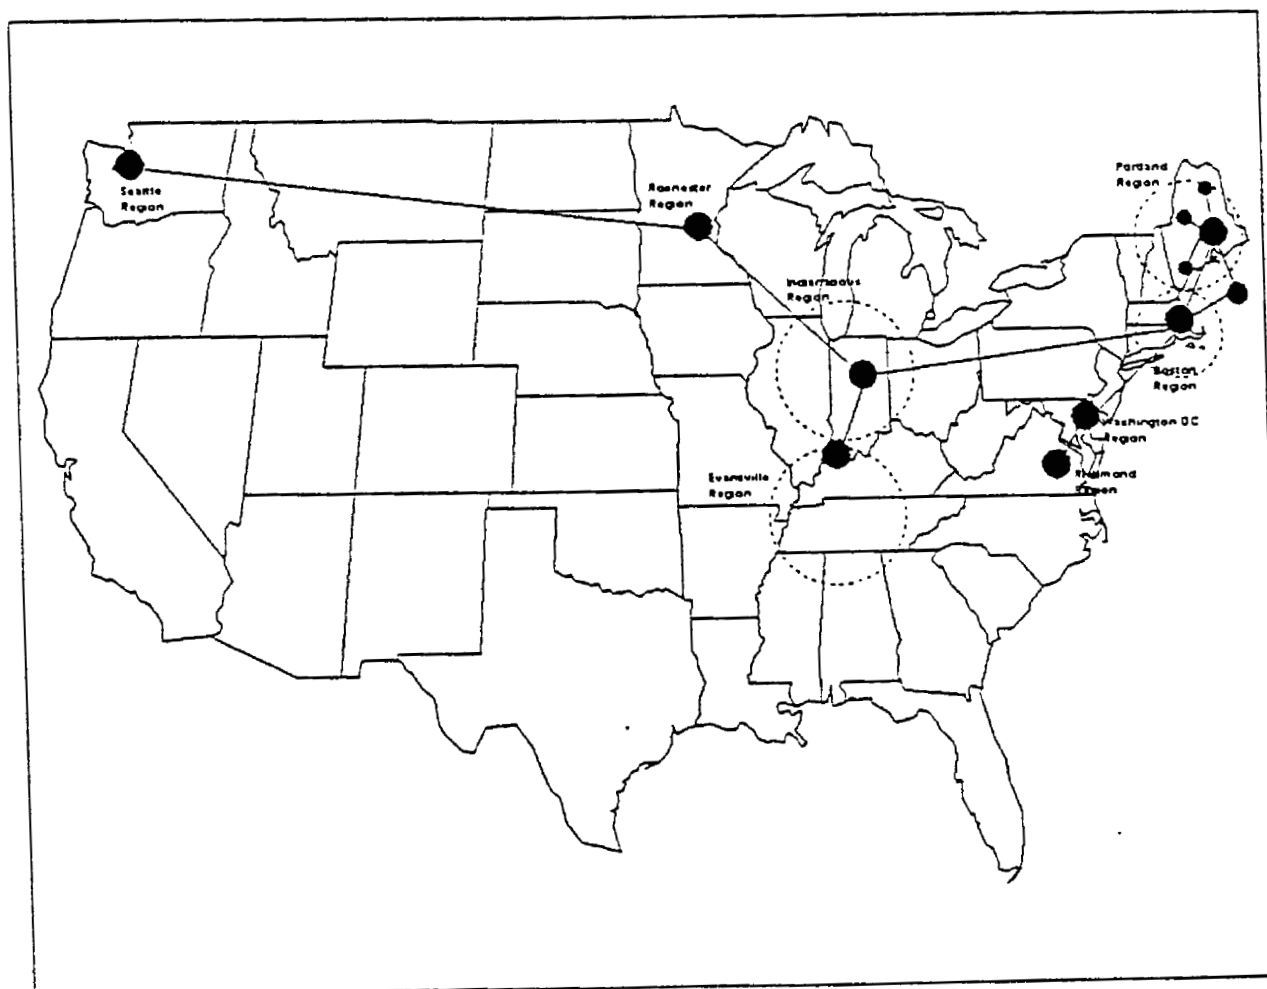 Portland
Region
Seattle
Region
Rochester
Region
Indianapolis
Region
Boston
Region
Washington DC
Region
Evansville
Region
Richmond
Region